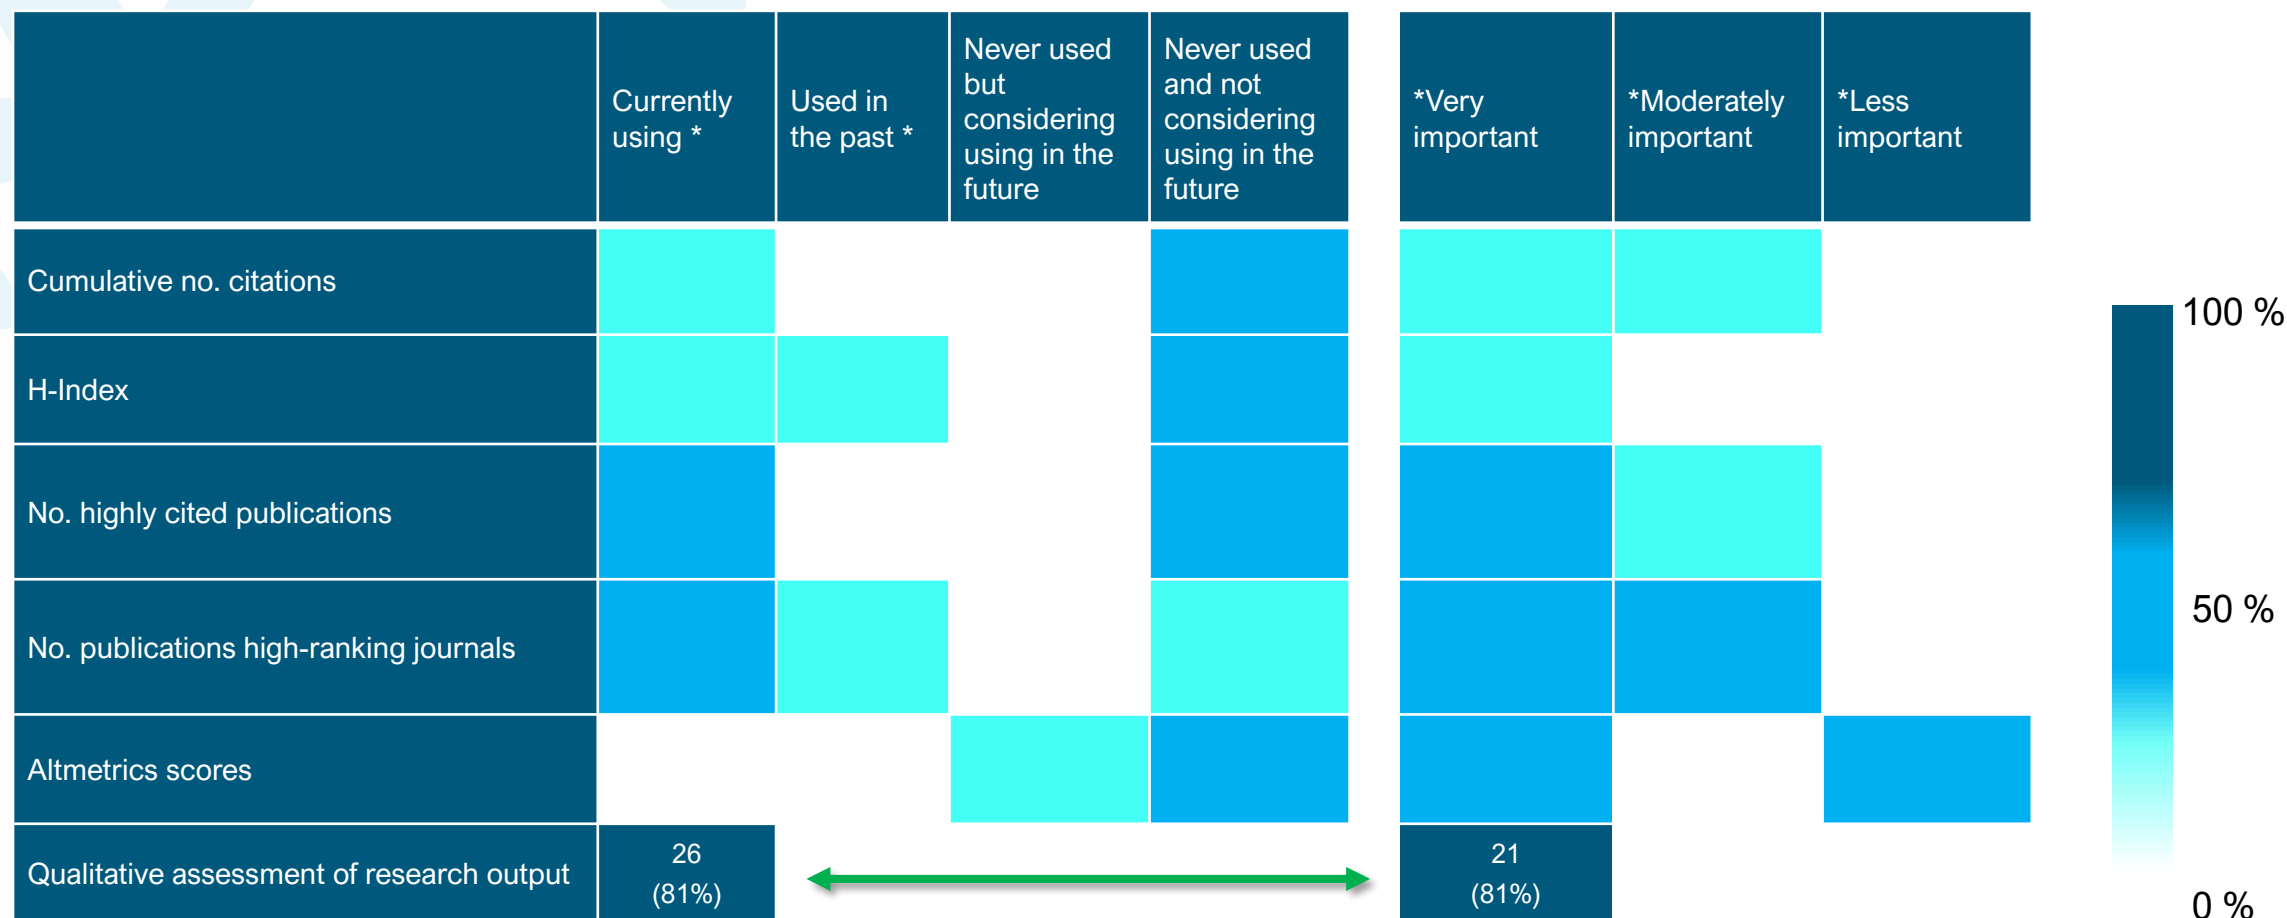 Currently
using *
Used in
the past *
Never used
but
considering
using in the
future
Never used
and not
considering
using in the
future
*Very
important
*Moderately
important
*Less
important
Cumulative no. citations
H-Index
No. highly cited publications
No. publications high-ranking journals
Altmetrics scores
Qualitative assessment of research output
26
(81%)
21
(81%)
100 %
50 %
0 %